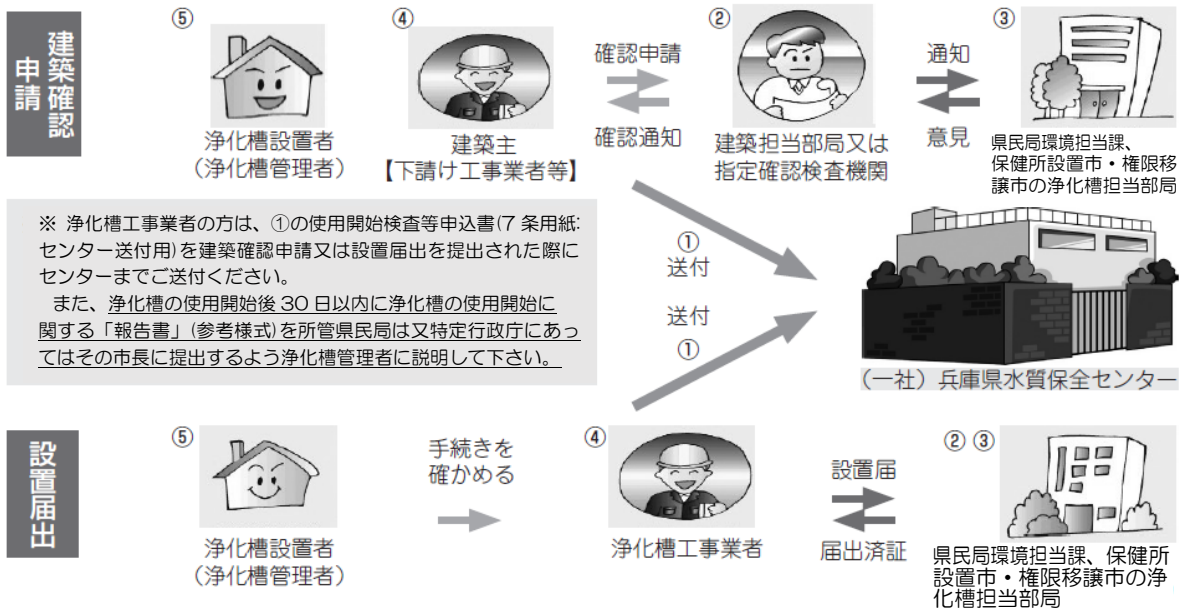 建築確認
申請
⑤
浄化槽設置者
(浄化槽管理者)
④
建築主
【下請け工事業者等】
確認申請
確認通知
②
建築担当部局又は
指定確認検査機関
通知
意見
③
県民局環境担当課、
保健所設置市・権限移
譲市の浄化槽担当部局
※ 浄化槽工事業者の方は、①の使用開始検査等申込書(7 条用紙:
センター送付用)を建築確認申請又は設置届出を提出された際に
センターまでご送付ください。
また、浄化槽の使用開始後 30 日以内に浄化槽の使用開始に
関する「報告書」(参考様式)を所管県民局は又特定行政庁にあっ
てはその市長に提出するよう浄化槽管理者に説明して下さい。
①
送付
送付
①
(一社)兵庫県水質保全センター
設置届出
⑤
浄化槽設置者
(浄化槽管理者)
手続きを
確かめる
④
浄化槽工事業者
設置届
届出済証
② ③
県民局環境担当課、保健所
設置市・権限移譲市の浄
化槽担当部局